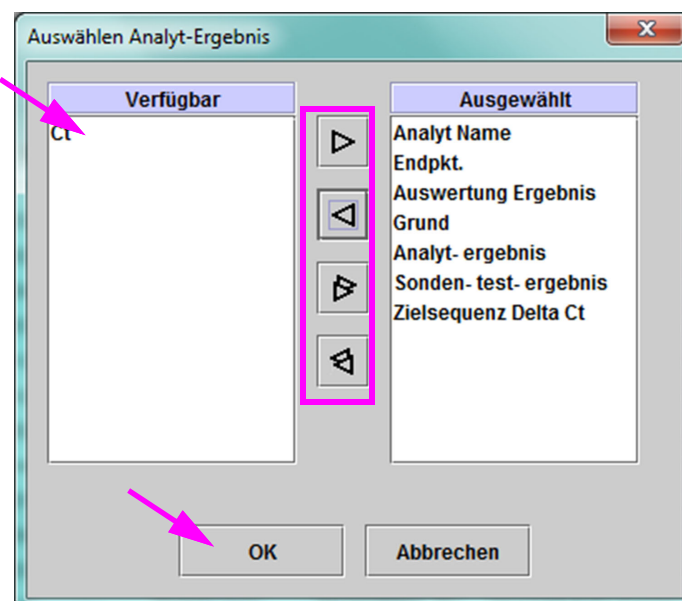 Auswählen Analyt-Ergebnis
Verfügbar
Ct
Ausgewählt
Analyt Name
Endpkt.
Auswertung Ergebnis
Grund
Analyt- ergebnis
Sonden- test- ergebnis
Zielsequenz Delta Ct
OK
Abbrechen